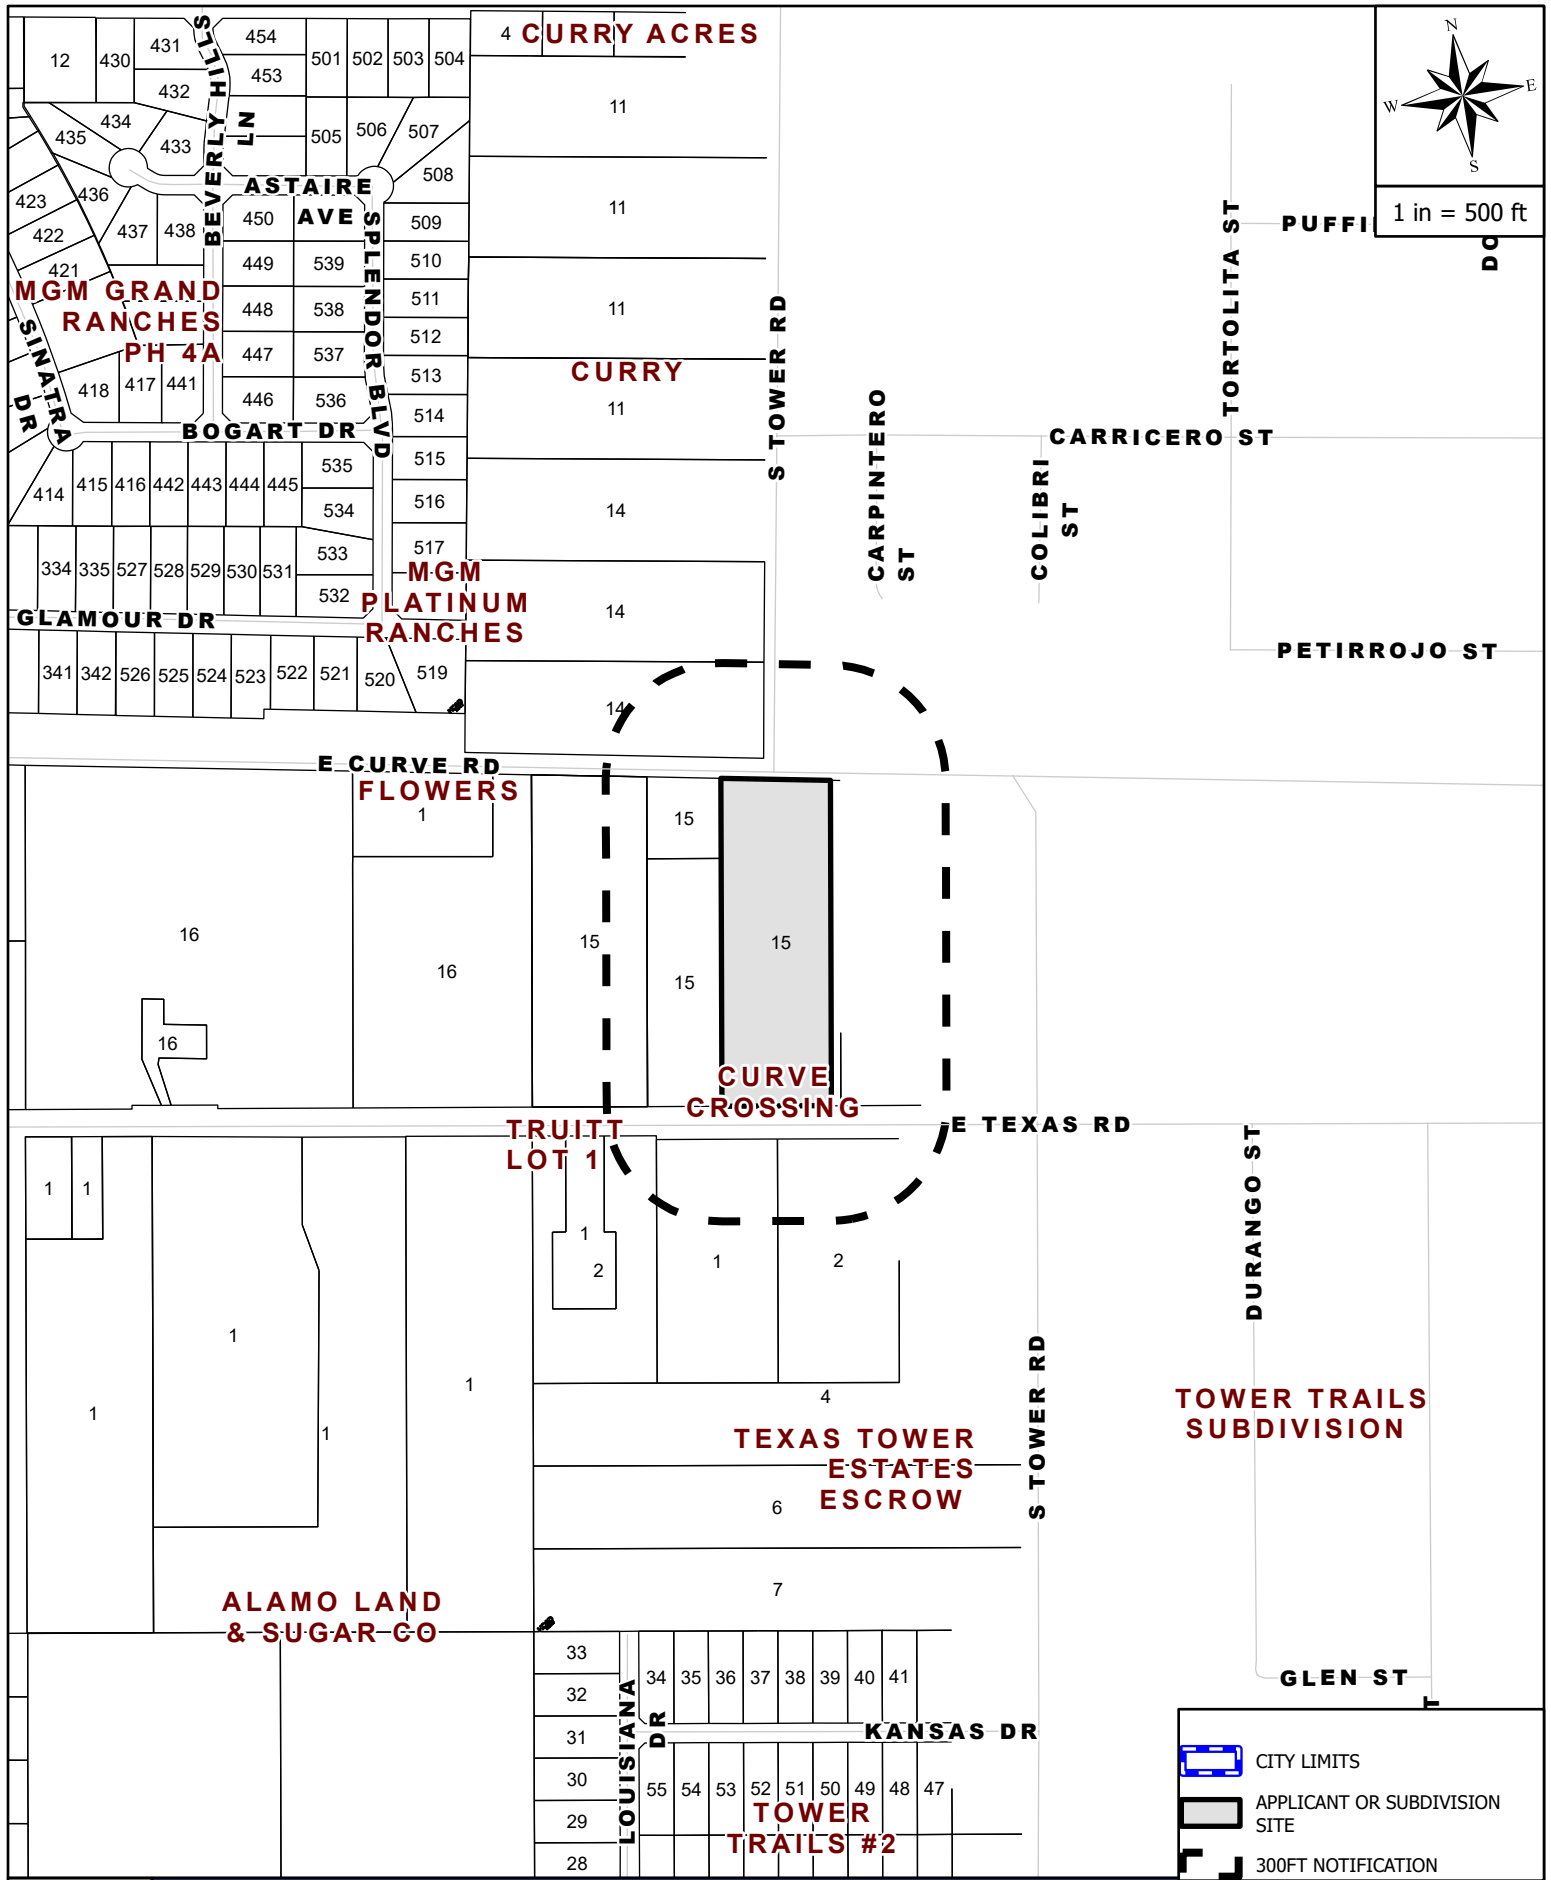 CURRY ACRES
4
N
E
W
S
1 in = 500 ft
12
430
431
432
454
453
501
502
503
504
11
BEVERLY HILLS
LN
435
434
433
505
506
507
508
ASTAIRE
AVE
SPLENDOR BLVD
423
436
422
437
438
450
509
11
421
449
539
510
MGM GRAND
RANCHES
PH 4A
448
538
511
11
512
447
537
513
CURRY
418
417
441
446
536
514
11
SINATRA
DR
BOGART DR
S TOWER RD
CARPINTERO
ST
COLIBRI
ST
CARRICERO ST
TORTOLITA ST
PUFFI
DO
PETIRROJO ST
414
415
416
442
443
444
445
535
534
515
516
14
334
335
527
528
529
530
531
533
532
517
MGM
PLATINUM
RANCHES
14
GLAMOUR DR
341
342
526
525
524
523
522
521
520
519
14
E CURVE RD
FLOWERS
1
15
16
16
15
15
15
16
CURVE
CROSSING
TRUITT
LOT 1
E TEXAS RD
DURANGO ST
1
1
1
2
1
2
1
1
1
1
4
TEXAS TOWER
ESTATES
ESCROW
S TOWER RD
TOWER TRAILS
SUBDIVISION
6
7
ALAMO LAND
& SUGAR CO
33
32
31
30
29
28
LOUISIANA
DR
34
35
36
37
38
39
40
41
KANSAS DR
55
54
53
52
51
50
49
48
47
TOWER
TRAILS #2
GLEN ST
T
CITY LIMITS
APPLICANT OR SUBDIVISION
SITE
300FT NOTIFICATION